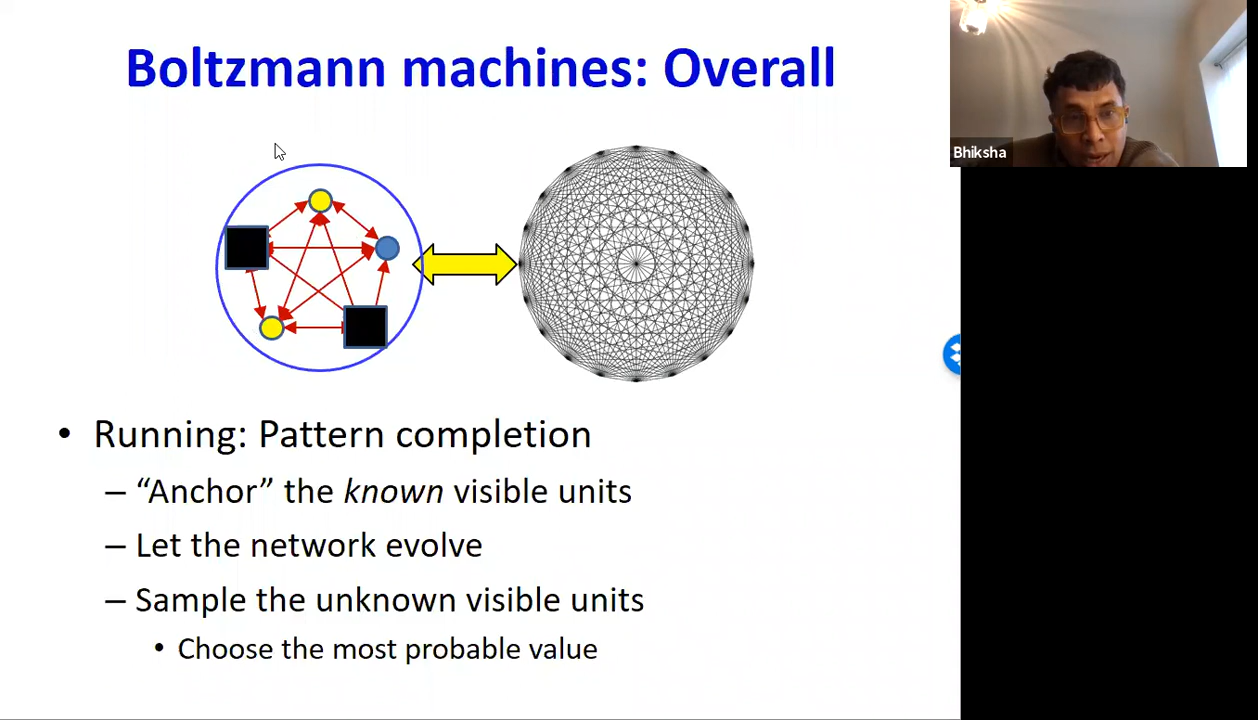 Boltzmann machines: Overall
Bhiksha
• Running: Pattern completion
– “Anchor” the known visible units
– Let the network evolve
– Sample the unknown visible units
• Choose the most probable value